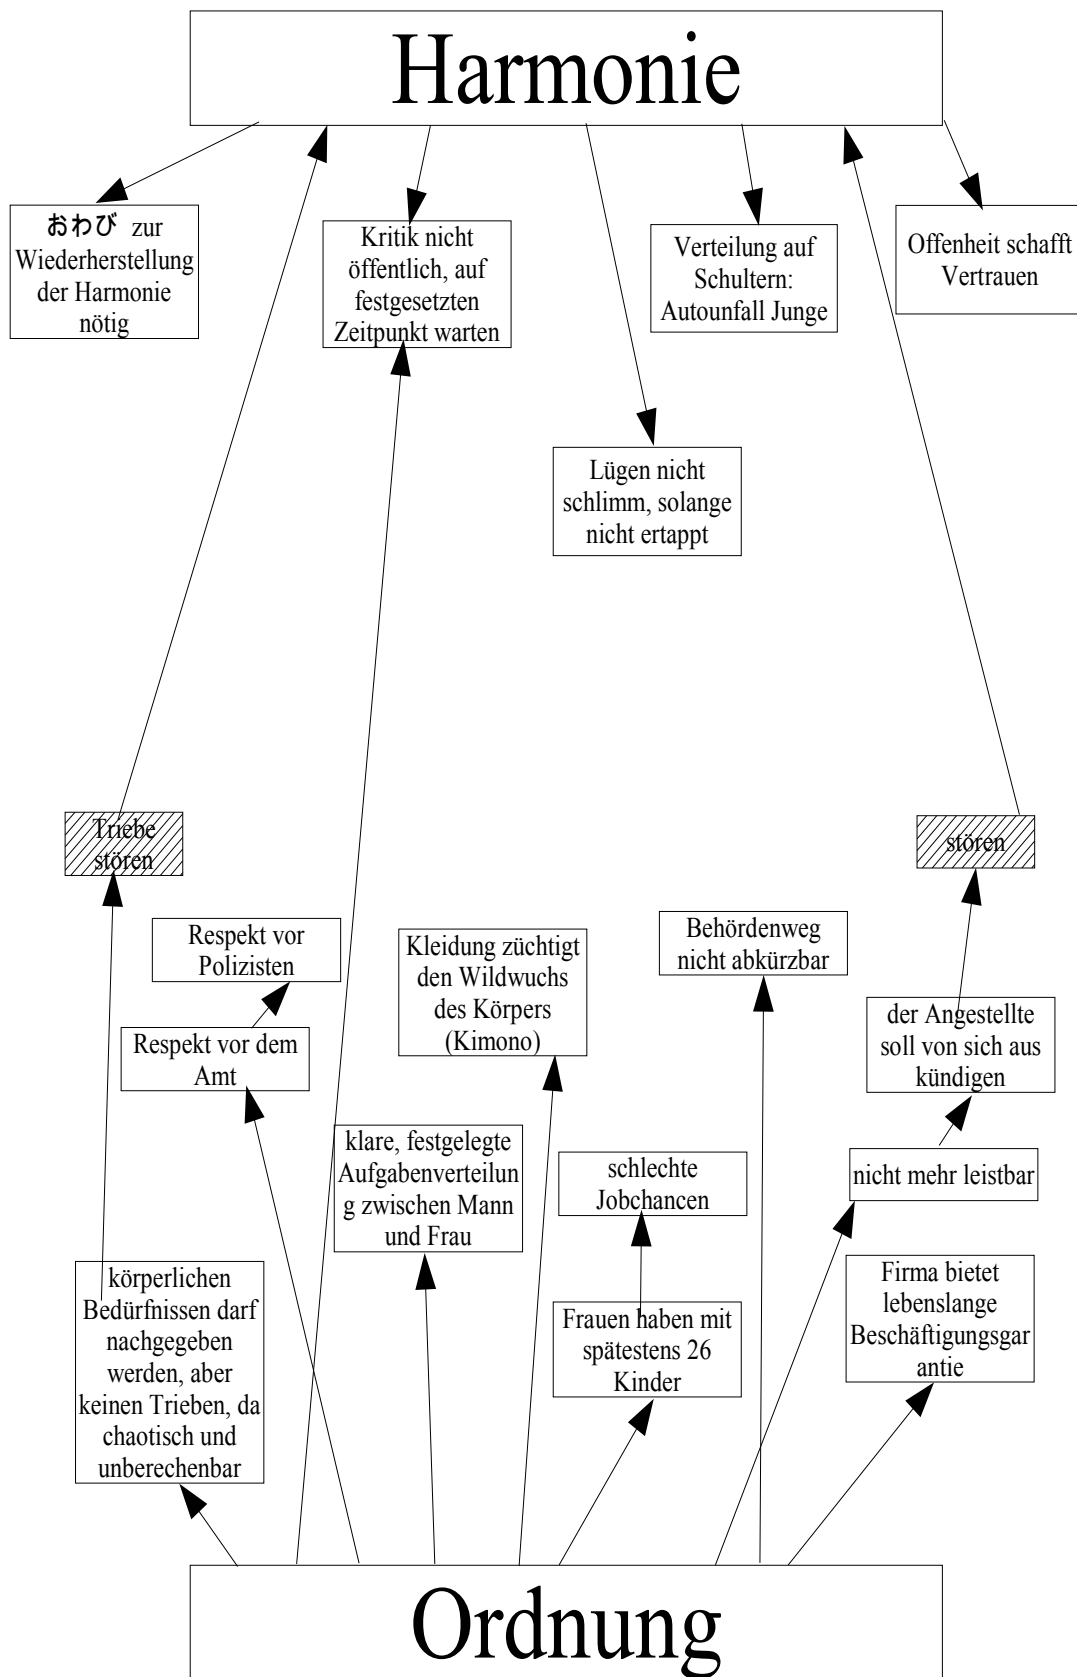 Harmonie
おわび zur
Wiederherstellung
der Harmonie
nötig
Kritik nicht
öffentlich, auf
festgesetzten
Zeitpunkt warten
Verteilung auf
Schultern:
Autounfall Junge
Offenheit schafft
Vertrauen
Lügen nicht
schlimm, solange
nicht ertappt
Triebe
stören
stören
Respekt vor
Polizisten
Kleidung züchtigt
den Wildwuchs
des Körpers
(Kimono)
Behördenweg
nicht abkürzbar
der Angestellte
soll von sich aus
kündigen
Respekt vor dem
Amt
klare, festgelegte
Aufgabenverteilun
g zwischen Mann
und Frau
schlechte
Jobchancen
nicht mehr leistbar
körperlichen
Bedürfnissen darf
nachgegeben
werden, aber
keinen Trieben, da
chaotisch und
unberechenbar
Frauen haben mit
spätestens 26
Kinder
Firma bietet
lebenslange
Beschäftigungsgar
antie
Ordnung